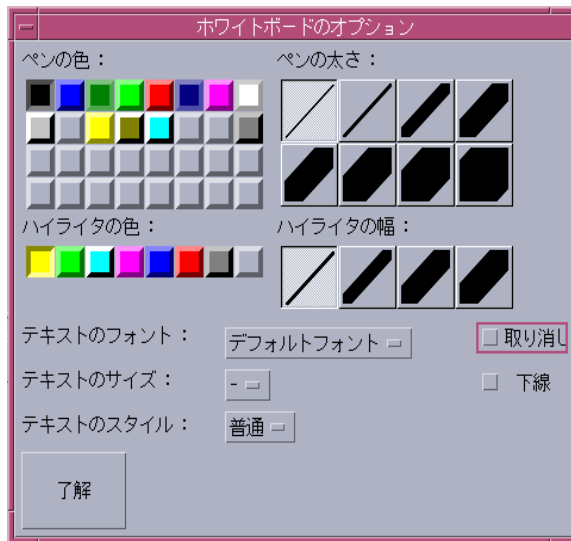 ホワイトボードのオプション
ペンの色：
ペンの太さ：
ハイライタの色：
ハイライタの幅：
テキストのフォント：
デフォルトフォント
取り消し
テキストのサイズ：
-
下線
テキストのスタイル：
普通
了解